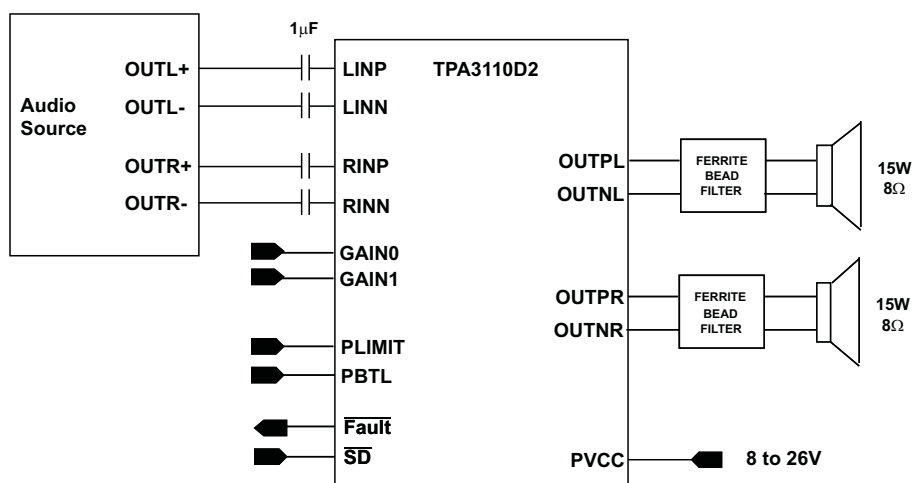 1μF
TPA3110D2
Audio
Source
OUTL+
OUTL-
OUTR+
OUTR-
LINP
LINN
RINP
RINN
GAIN0
GAIN1
PLIMIT
PBTL
Fault
SD
OUTPL
OUTNL
FERRITE
BEAD
FILTER
15W
8Ω
OUTPR
OUTNR
FERRITE
BEAD
FILTER
15W
8Ω
PVCC
8 to 26V